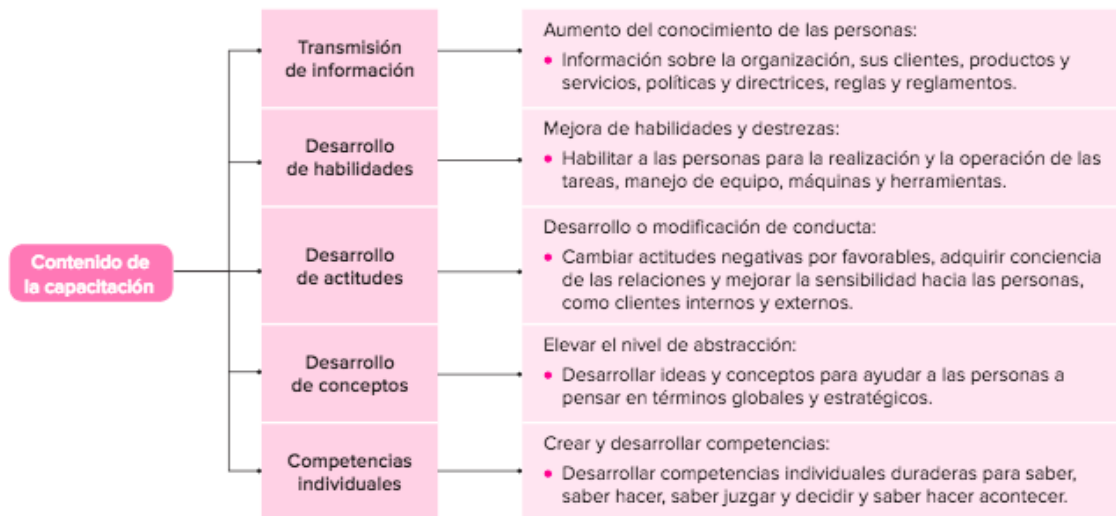 Contenido de
la capacitación
Transmisión
de información
Aumento del conocimiento de las personas:
• Información sobre la organización, sus clientes, productos y
servicios, políticas y directrices, reglas y reglamentos.
Desarrollo
de habilidades
Mejora de habilidades y destrezas:
• Habilitar a las personas para la realización y la operación de las
tareas, manejo de equipo, máquinas y herramientas.
Desarrollo
de actitudes
Desarrollo o modificación de conducta:
• Cambiar actitudes negativas por favorables, adquirir conciencia
de las relaciones y mejorar la sensibilidad hacia las personas,
como clientes internos y externos.
Desarrollo
de conceptos
Elevar el nivel de abstracción:
• Desarrollar ideas y conceptos para ayudar a las personas a
pensar en términos globales y estratégicos.
Competencias
individuales
Crear y desarrollar competencias:
• Desarrollar competencias individuales duraderas para saber,
saber hacer, saber juzgar y decidir y saber hacer acontecer.